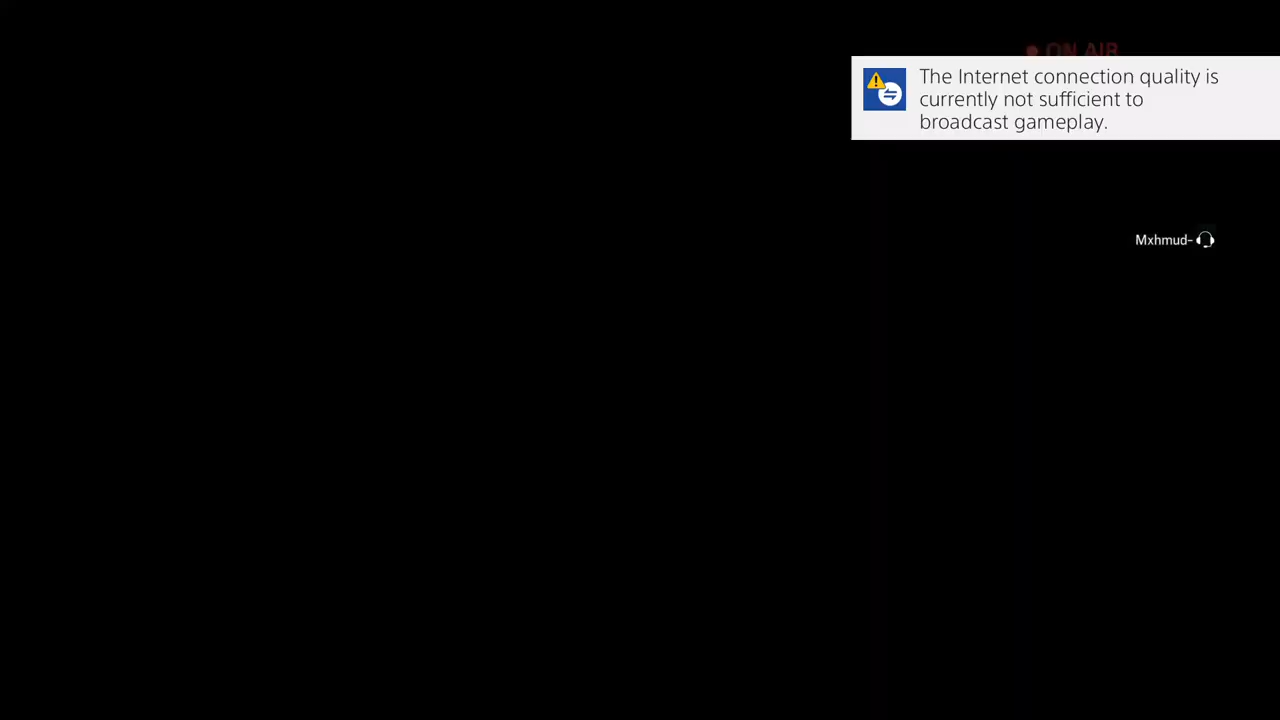 ON AIR
The Internet connection quality is
currently not sufficient to
broadcast gameplay.
Mxhmud-